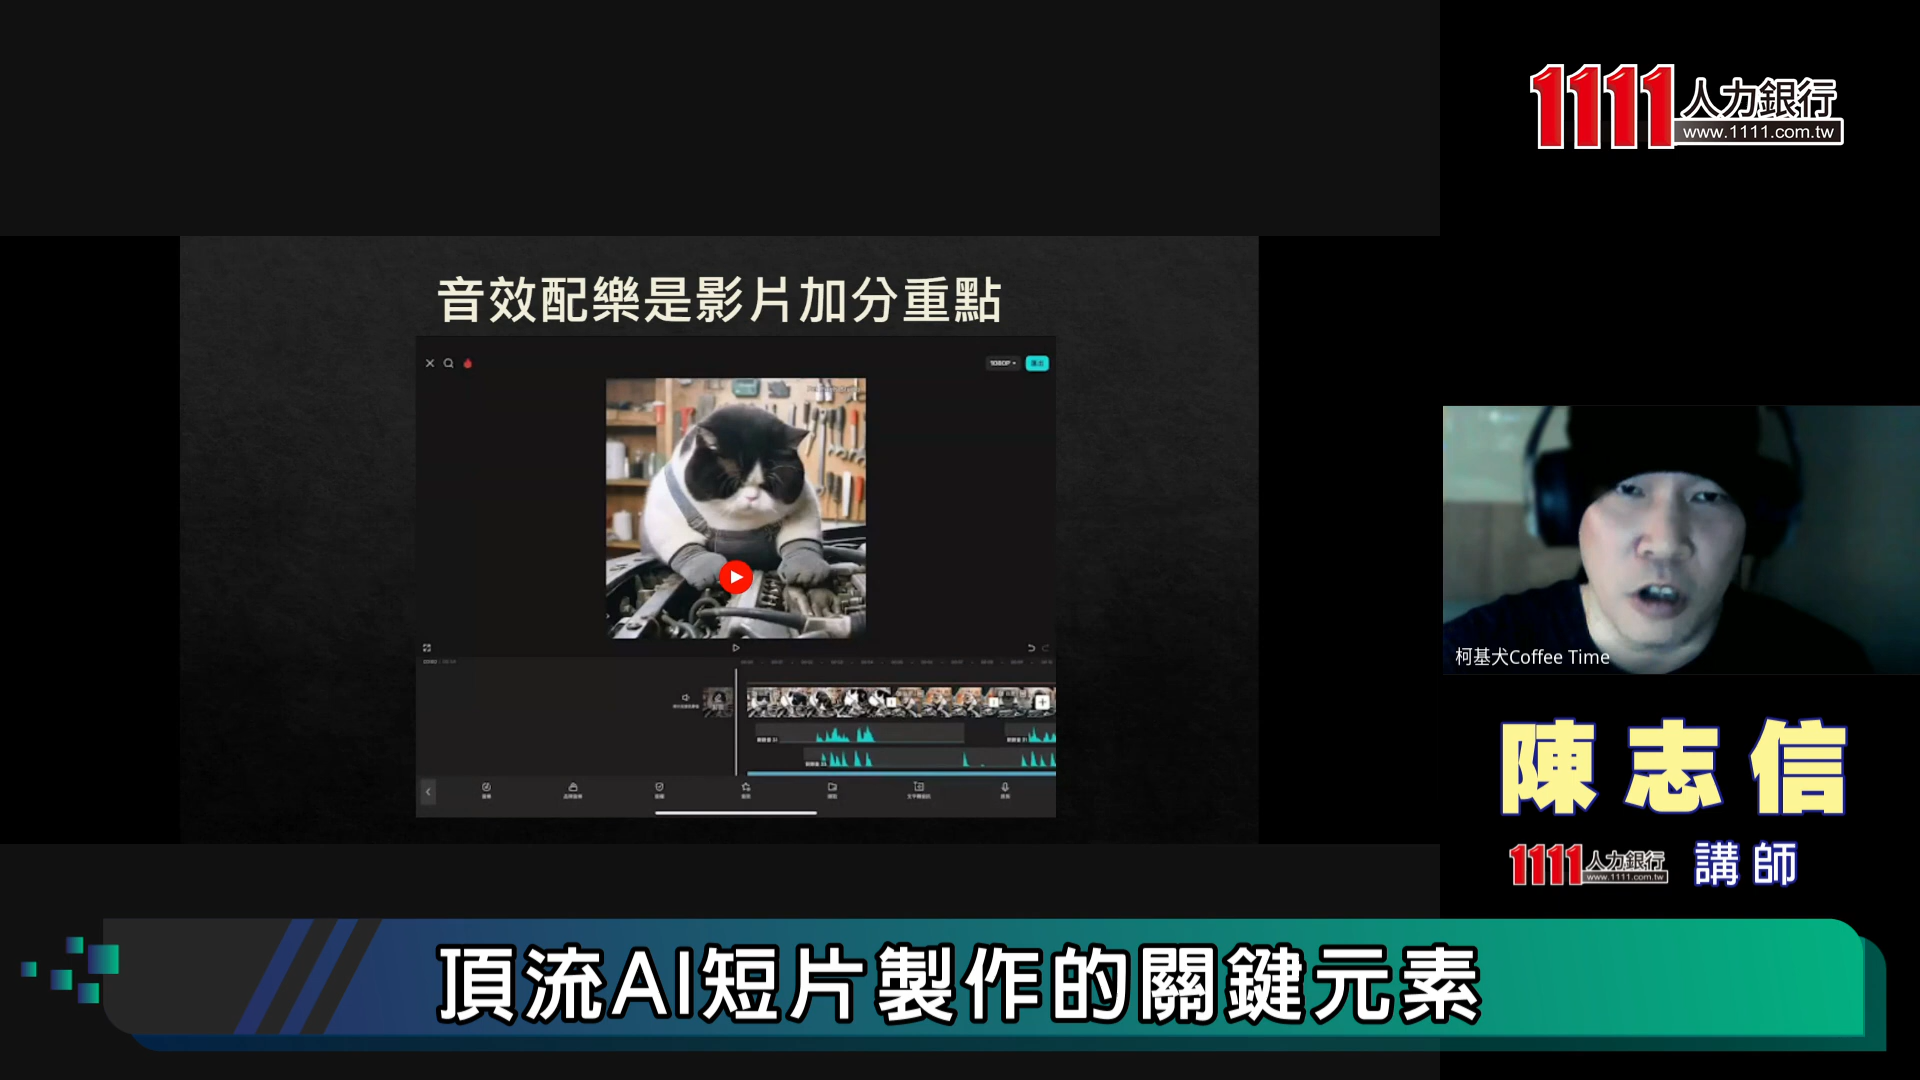 1111人力銀行
www.1111.com.tw
音效配樂是影片加分重點
1080P
柯基犬Coffee Time
陳志信
1111人力銀行
www.1111.com.tw
講師
頂流AI短片製作的關鍵元素